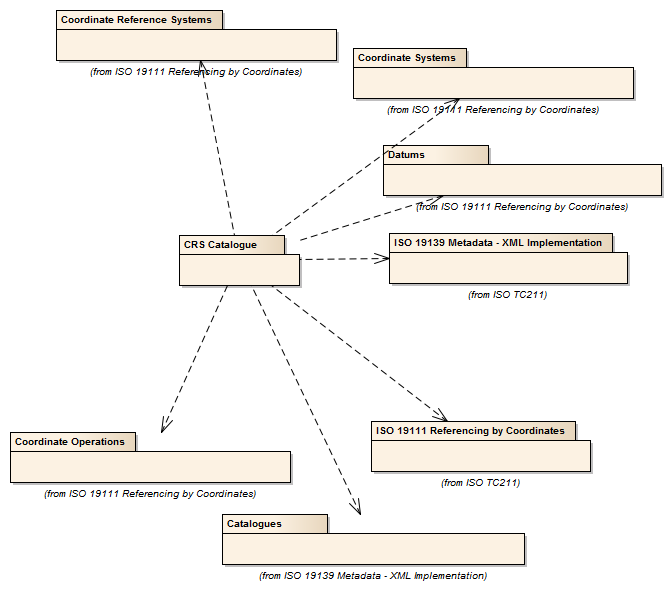 Coordinate Reference Systems
(from ISO 19111 Referencing by Coordinates)
Coordinate Systems
(from ISO 19111 Referencing by Coordinates)
Datums
(from ISO 19111 Referencing by Coordinates)
CRS Catalogue
ISO 19139 Metadata - XML Implementation
(from ISO TC211)
ISO 19111 Referencing by Coordinates
(from ISO TC211)
Coordinate Operations
(from ISO 19111 Referencing by Coordinates)
Catalogues
(from ISO 19139 Metadata - XML Implementation)